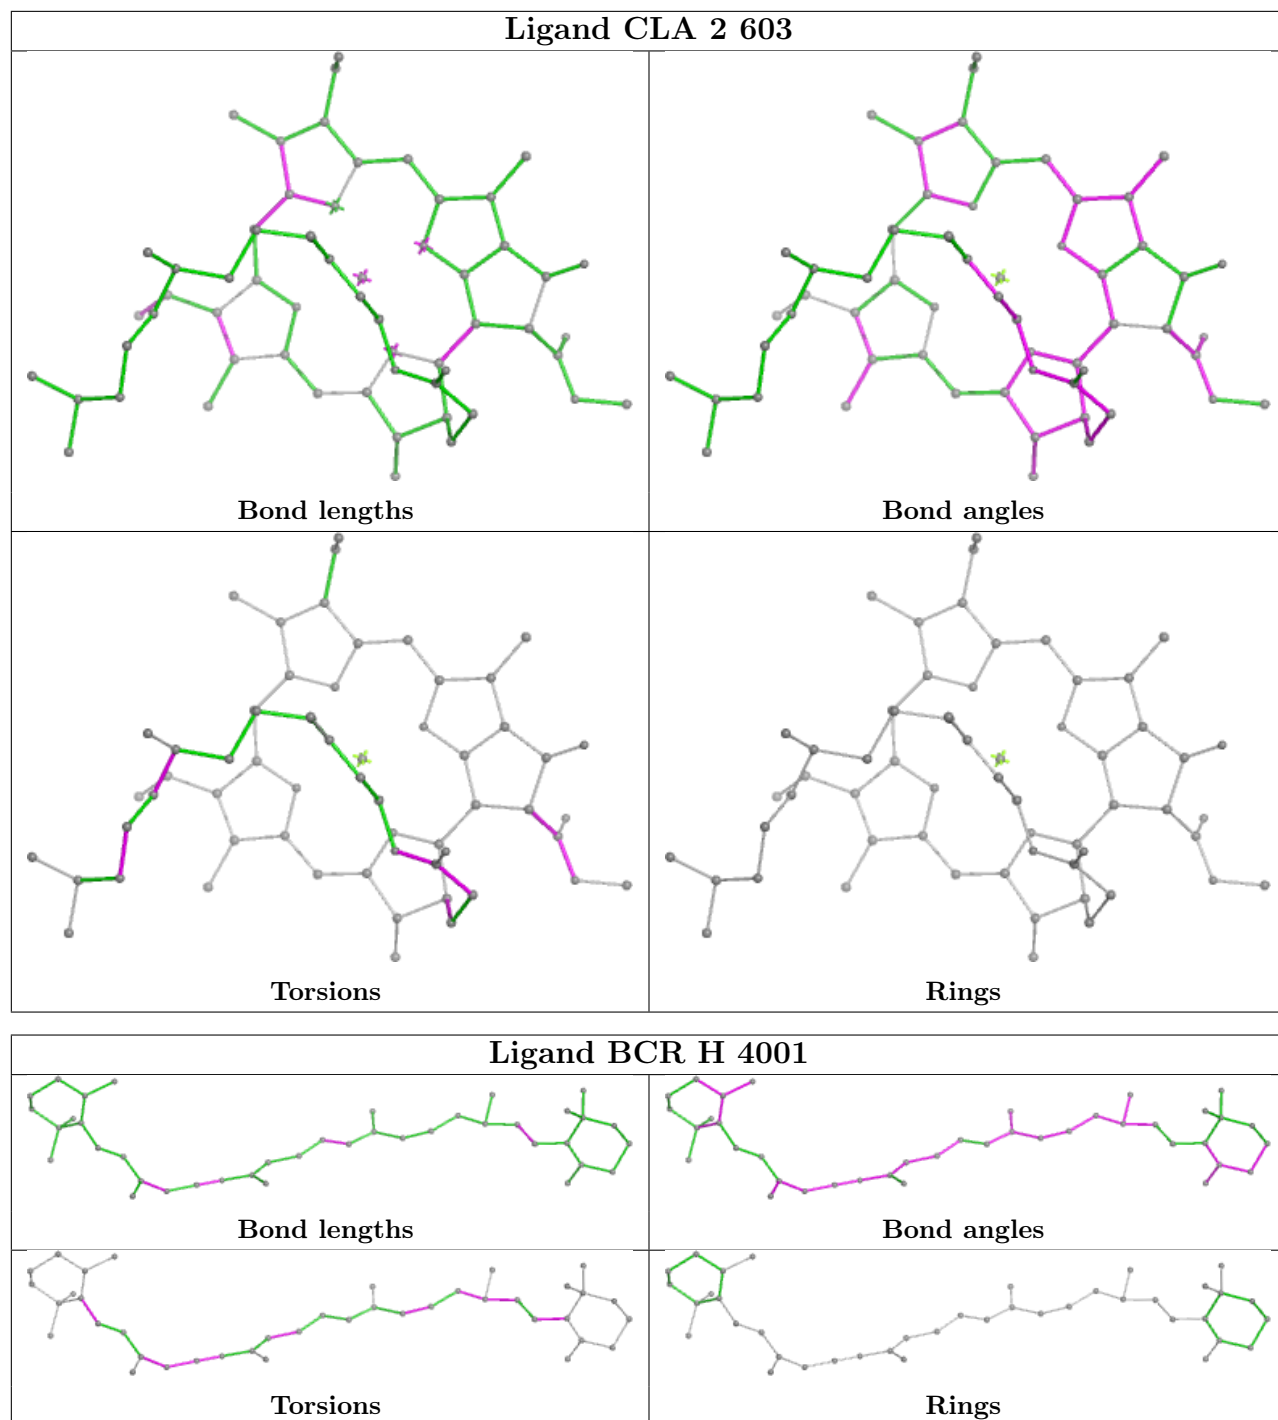 Ligand CLA 2 603
Bond lengths
Bond angles
Torsions
Rings
Ligand BCR H 4001
Bond lengths
Bond angles
Torsions
Rings